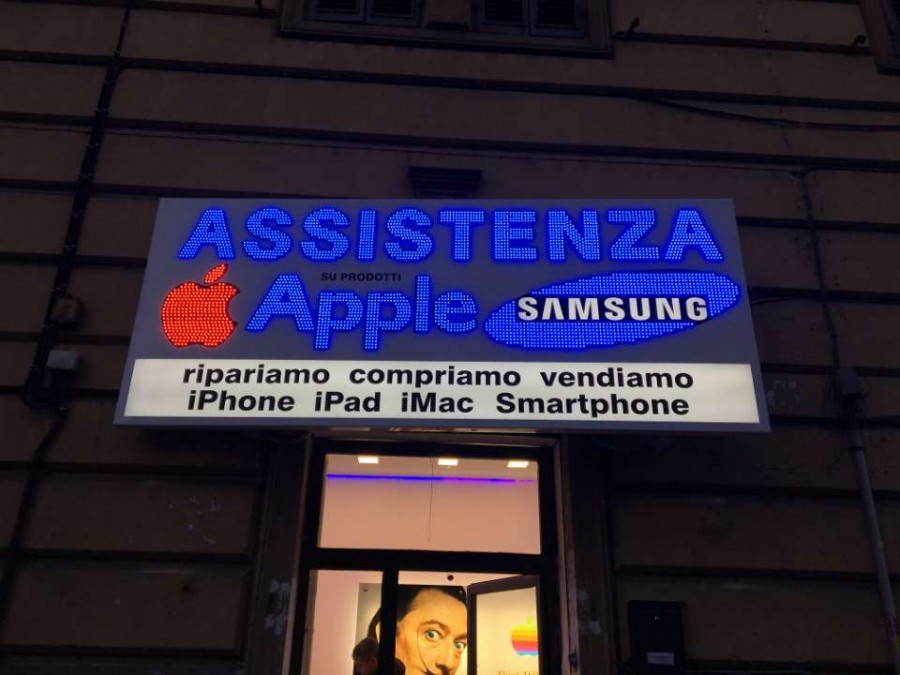 ASSISTENZA
SU PRODOTTI
Apple SAMSUNG
ripariamo compriamo vendiamo
iPhone iPad iMac Smartphone